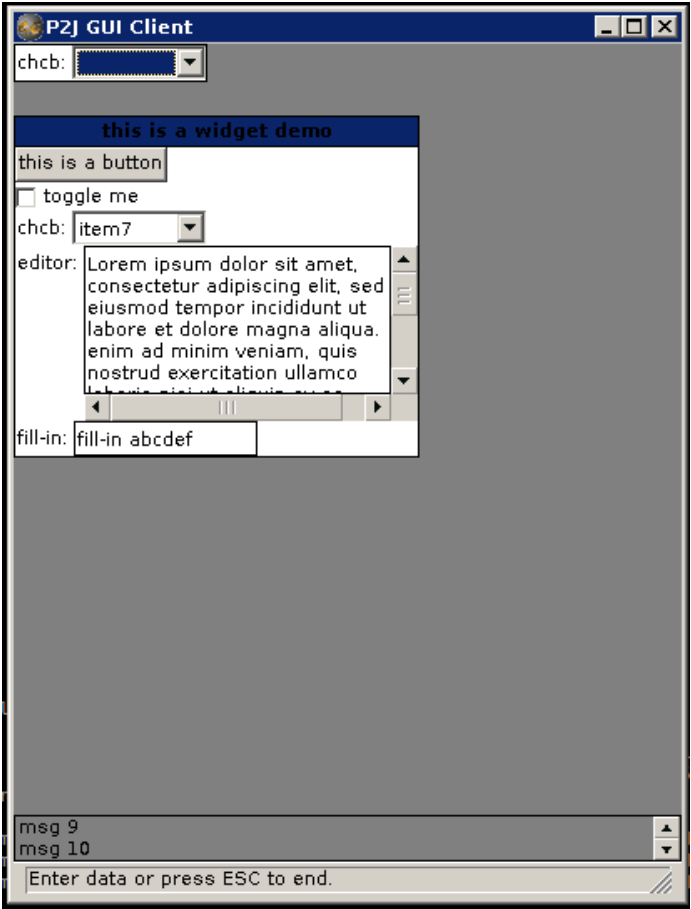 P2J GUI Client
chcb:
this is a widget demo
this is a button
toggle me
chcb: item7
editor: Lorem ipsum dolor sit amet,
consectetur adipiscing elit, sed
eiusmod tempor incididunt ut
labore et dolore magna aliqua.
enim ad minim veniam, quis
nostrud exercitation ullamco
fill-in: fill-in abcdef
msg 9
msg 10
Enter data or press ESC to end.